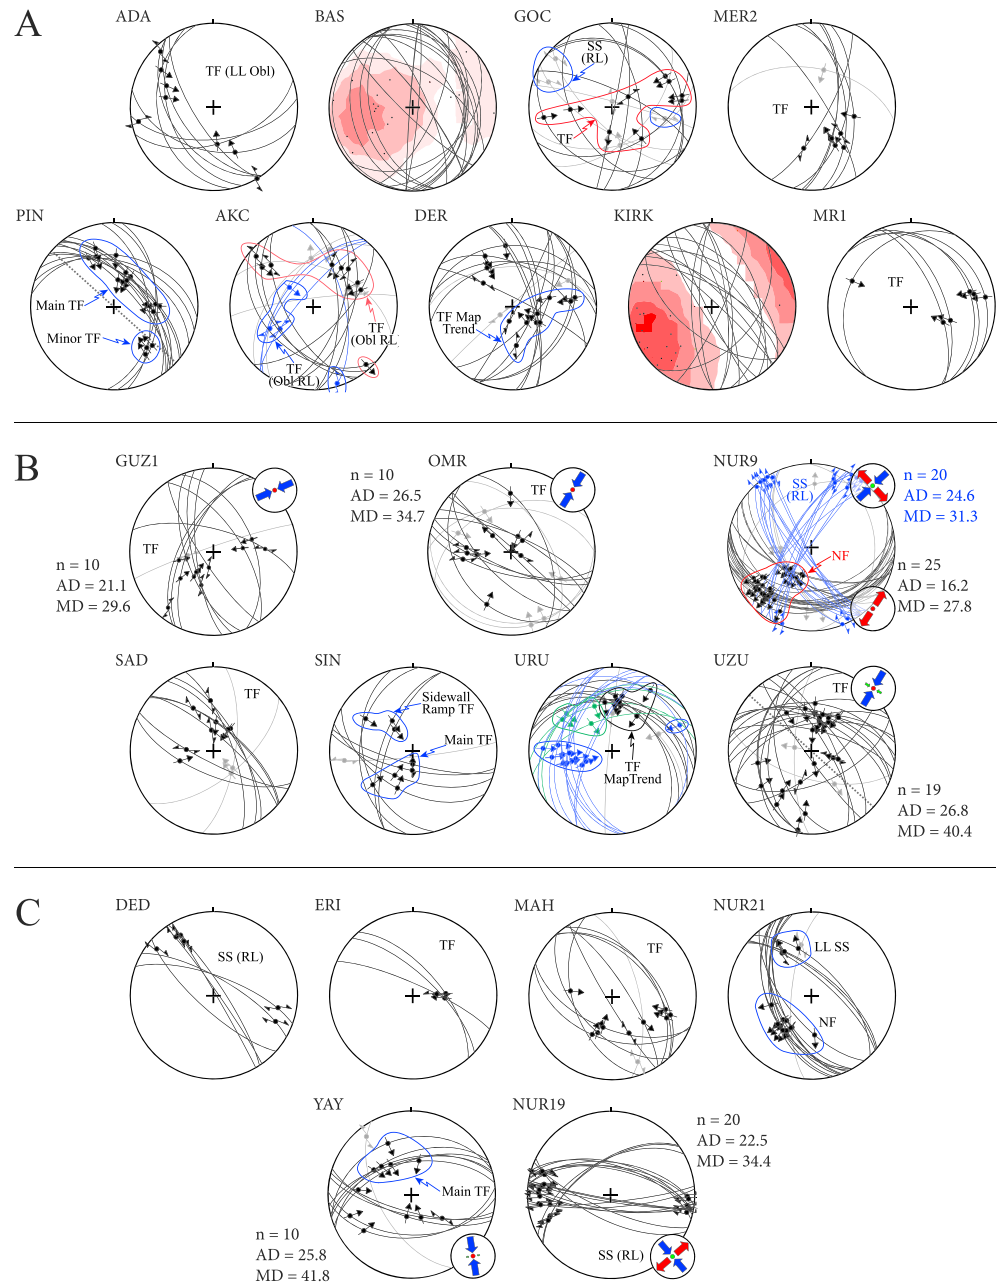 A
ADA
TF (LL Obl)
BAS
GOC
SS
(RL)
TF
MER2
TF
PIN
Main TF
Minor TF
AKC
TF
(Obl RL)
TF
(Obl RL)
DER
TF Map
Trend
KIRK
MR1
TF
B
GUZ1
TF
n = 10
AD = 21.1
MD = 29.6
OMR
n = 10
AD = 26.5
MD = 34.7
TF
NUR9
SS
(RL)
NF
n = 20
AD = 24.6
MD = 31.3
n = 25
AD = 16.2
MD = 27.8
SAD
TF
SIN
Sidewall
Ramp TF
Main TF
URU
TF
MapTrend
UZU
TF
n = 19
AD = 26.8
MD = 40.4
C
DED
SS (RL)
ERI
TF
MAH
TF
NUR21
LL SS
NF
YAY
Main TF
n = 10
AD = 25.8
MD = 41.8
NUR19
SS (RL)
n = 20
AD = 22.5
MD = 34.4